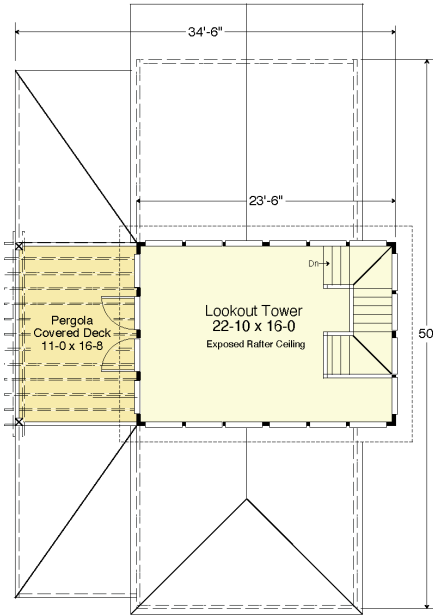 34'-6"
23'-6"
Dn
Lookout Tower
22-10 x 16-0
Exposed Rafter Ceiling
Pergola
Covered Deck
11-0 x 16-8
50